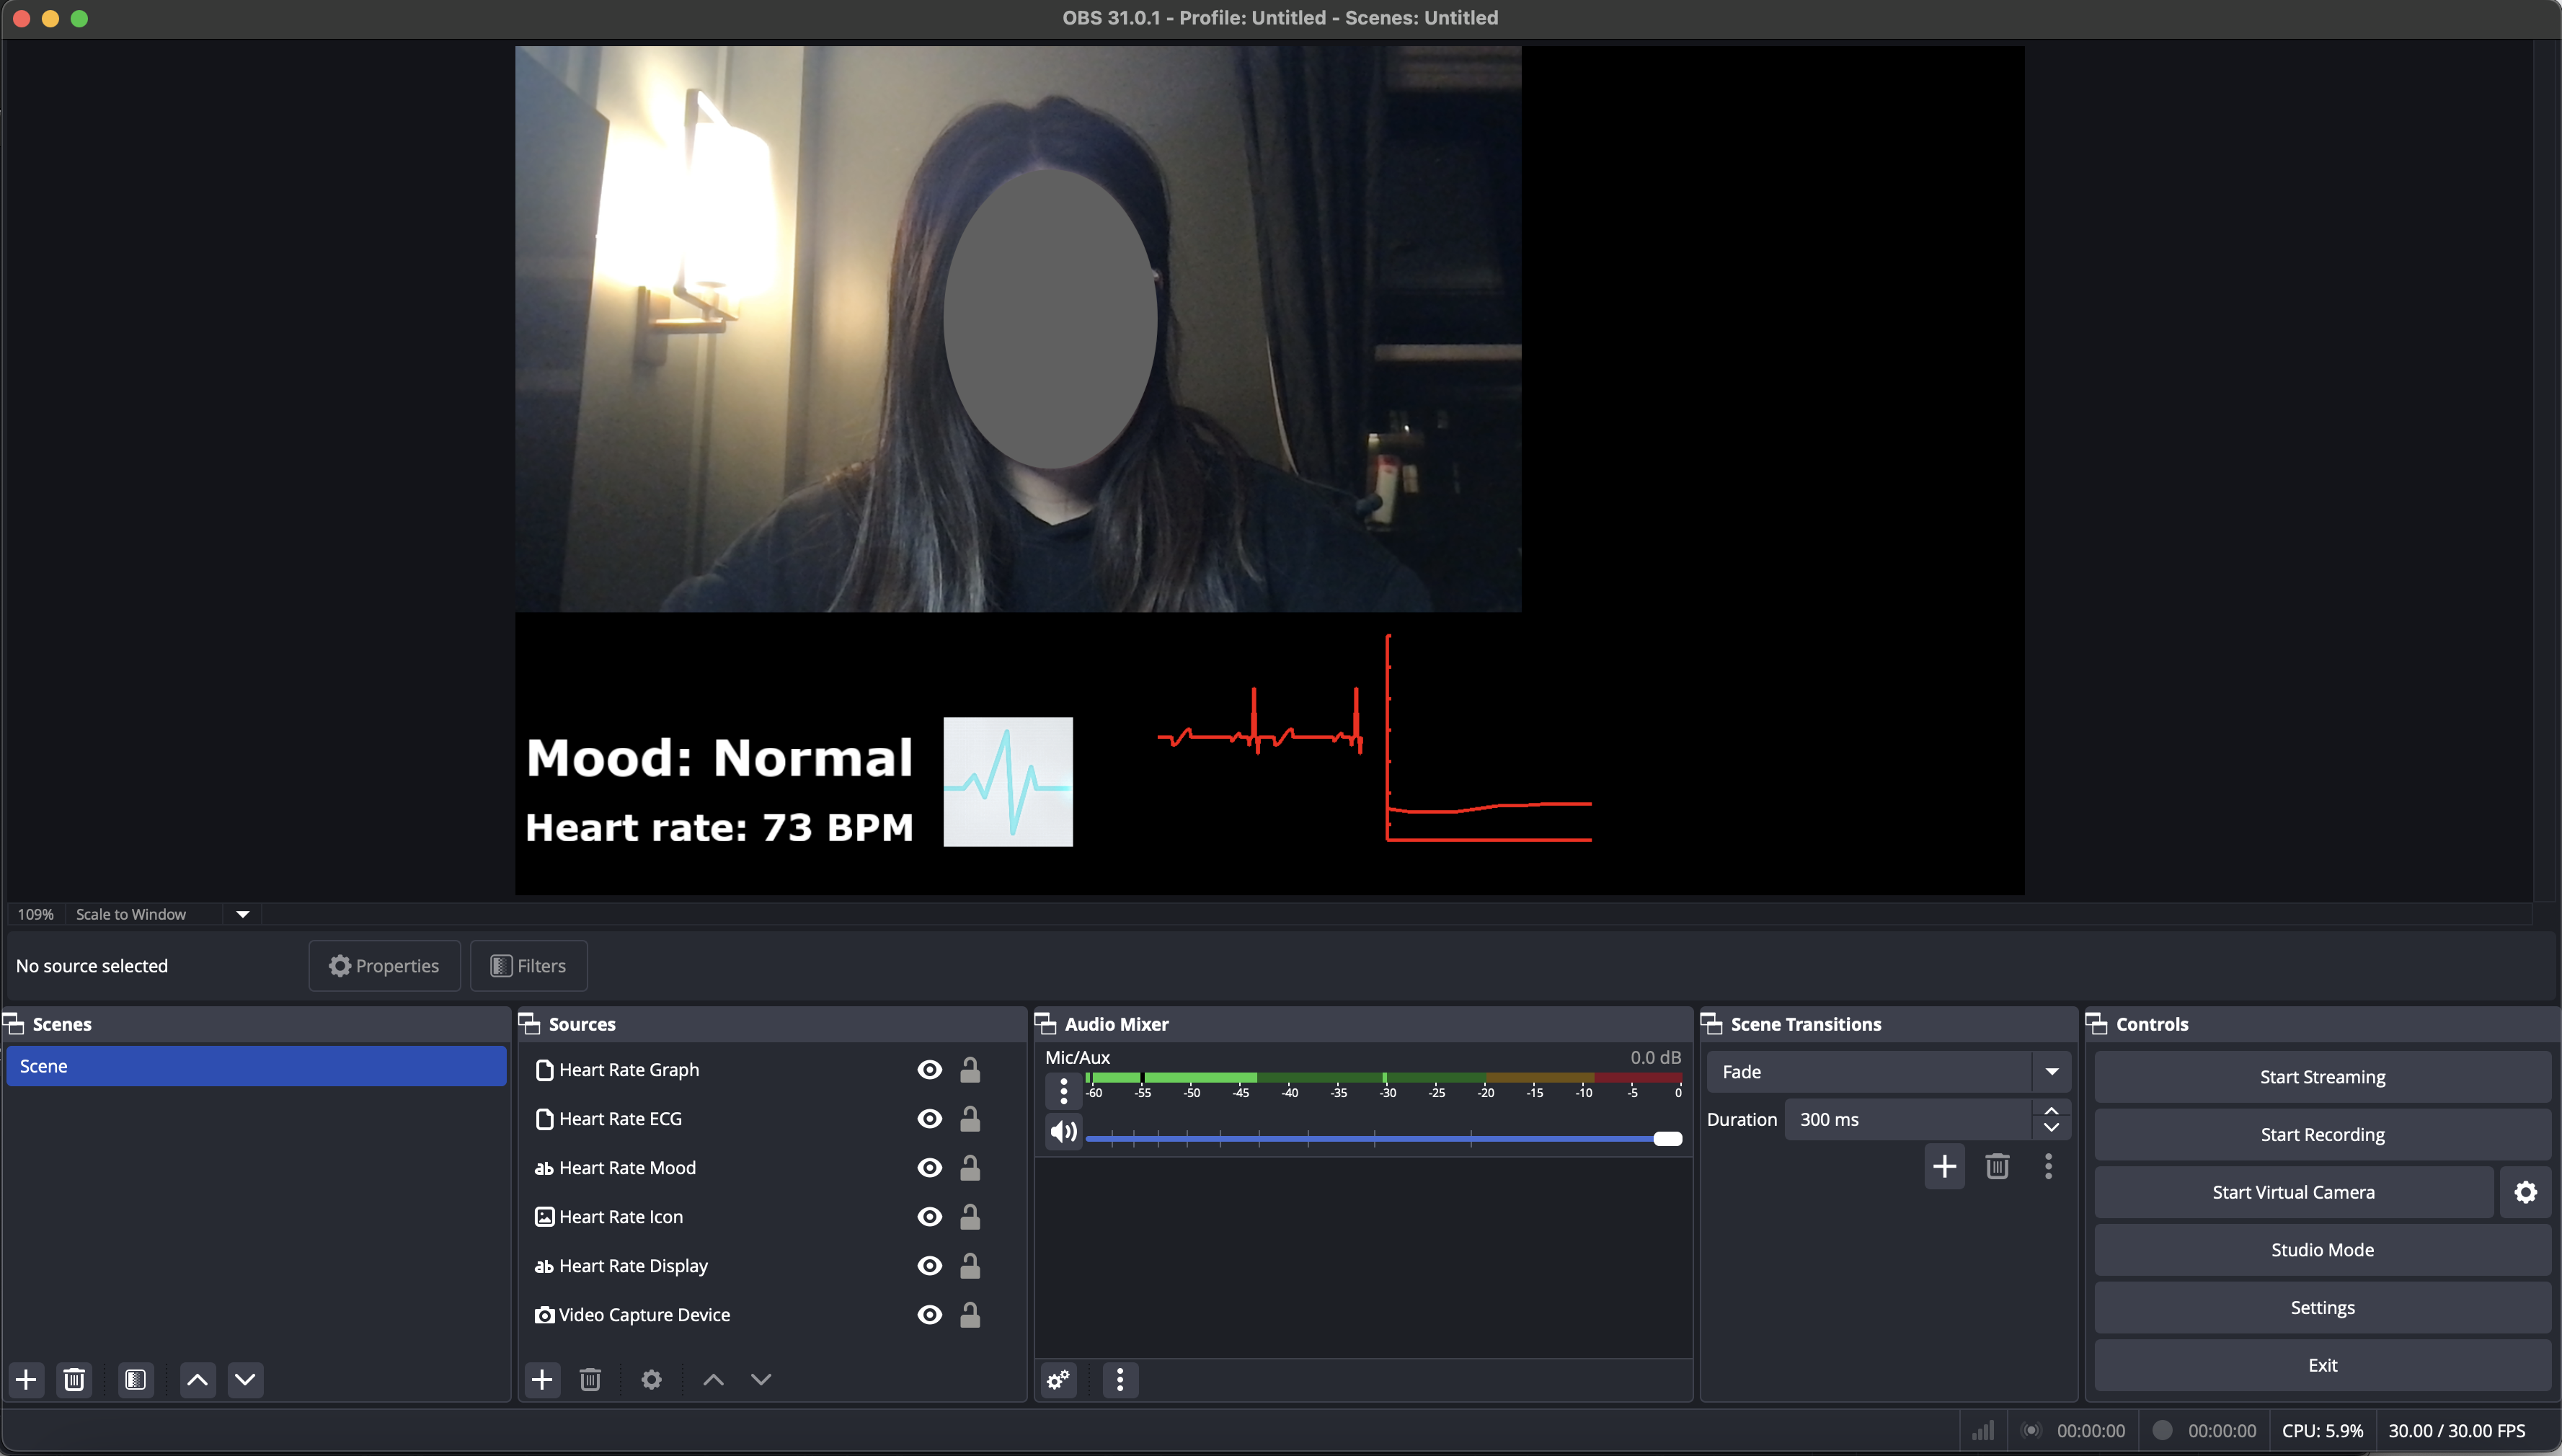 OBS 31.0.1 - Profile: Untitled - Scenes: Untitled
Mood: Normal
Heart rate: 73 BPM
109%
Scale to Window
No source selected
Properties
Filters
Scenes
Scene
Sources
Heart Rate Graph
Heart Rate ECG
ab Heart Rate Mood
Heart Rate Icon
ab Heart Rate Display
Video Capture Device
Audio Mixer
Mic/Aux
0.0 dB
-60 -55 -50 -45 -40 -35 -30 -25 -20 -15 -10 -5 0
Scene Transitions
Fade
Duration 300 ms
Controls
Start Streaming
Start Recording
Start Virtual Camera
Studio Mode
Settings
Exit
00:00:00
00:00:00
CPU: 5.9%
30.00 / 30.00 FPS